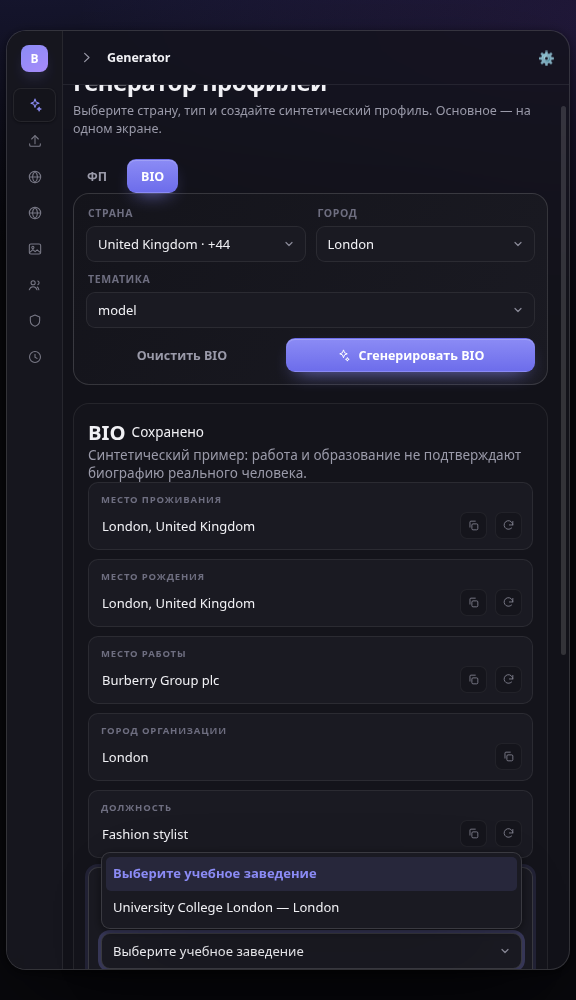 B
Generator
Генератор профилей
Выберите страну, тип и создайте синтетический профиль. Основное — на
одном экране.
ФП
BIO
СТРАНА
ГОРОД
United Kingdom · +44
London
ТЕМАТИКА
model
Очистить BIO
Сгенерировать BIO
BIO Сохранено
Синтетический пример: работа и образование не подтверждают
биографию реального человека.
МЕСТО ПРОЖИВАНИЯ
London, United Kingdom
МЕСТО РОЖДЕНИЯ
London, United Kingdom
МЕСТО РАБОТЫ
Burberry Group plc
ГОРОД ОРГАНИЗАЦИИ
London
ДОЛЖНОСТЬ
Fashion stylist
Выберите учебное заведение
University College London — London
Выберите учебное заведение